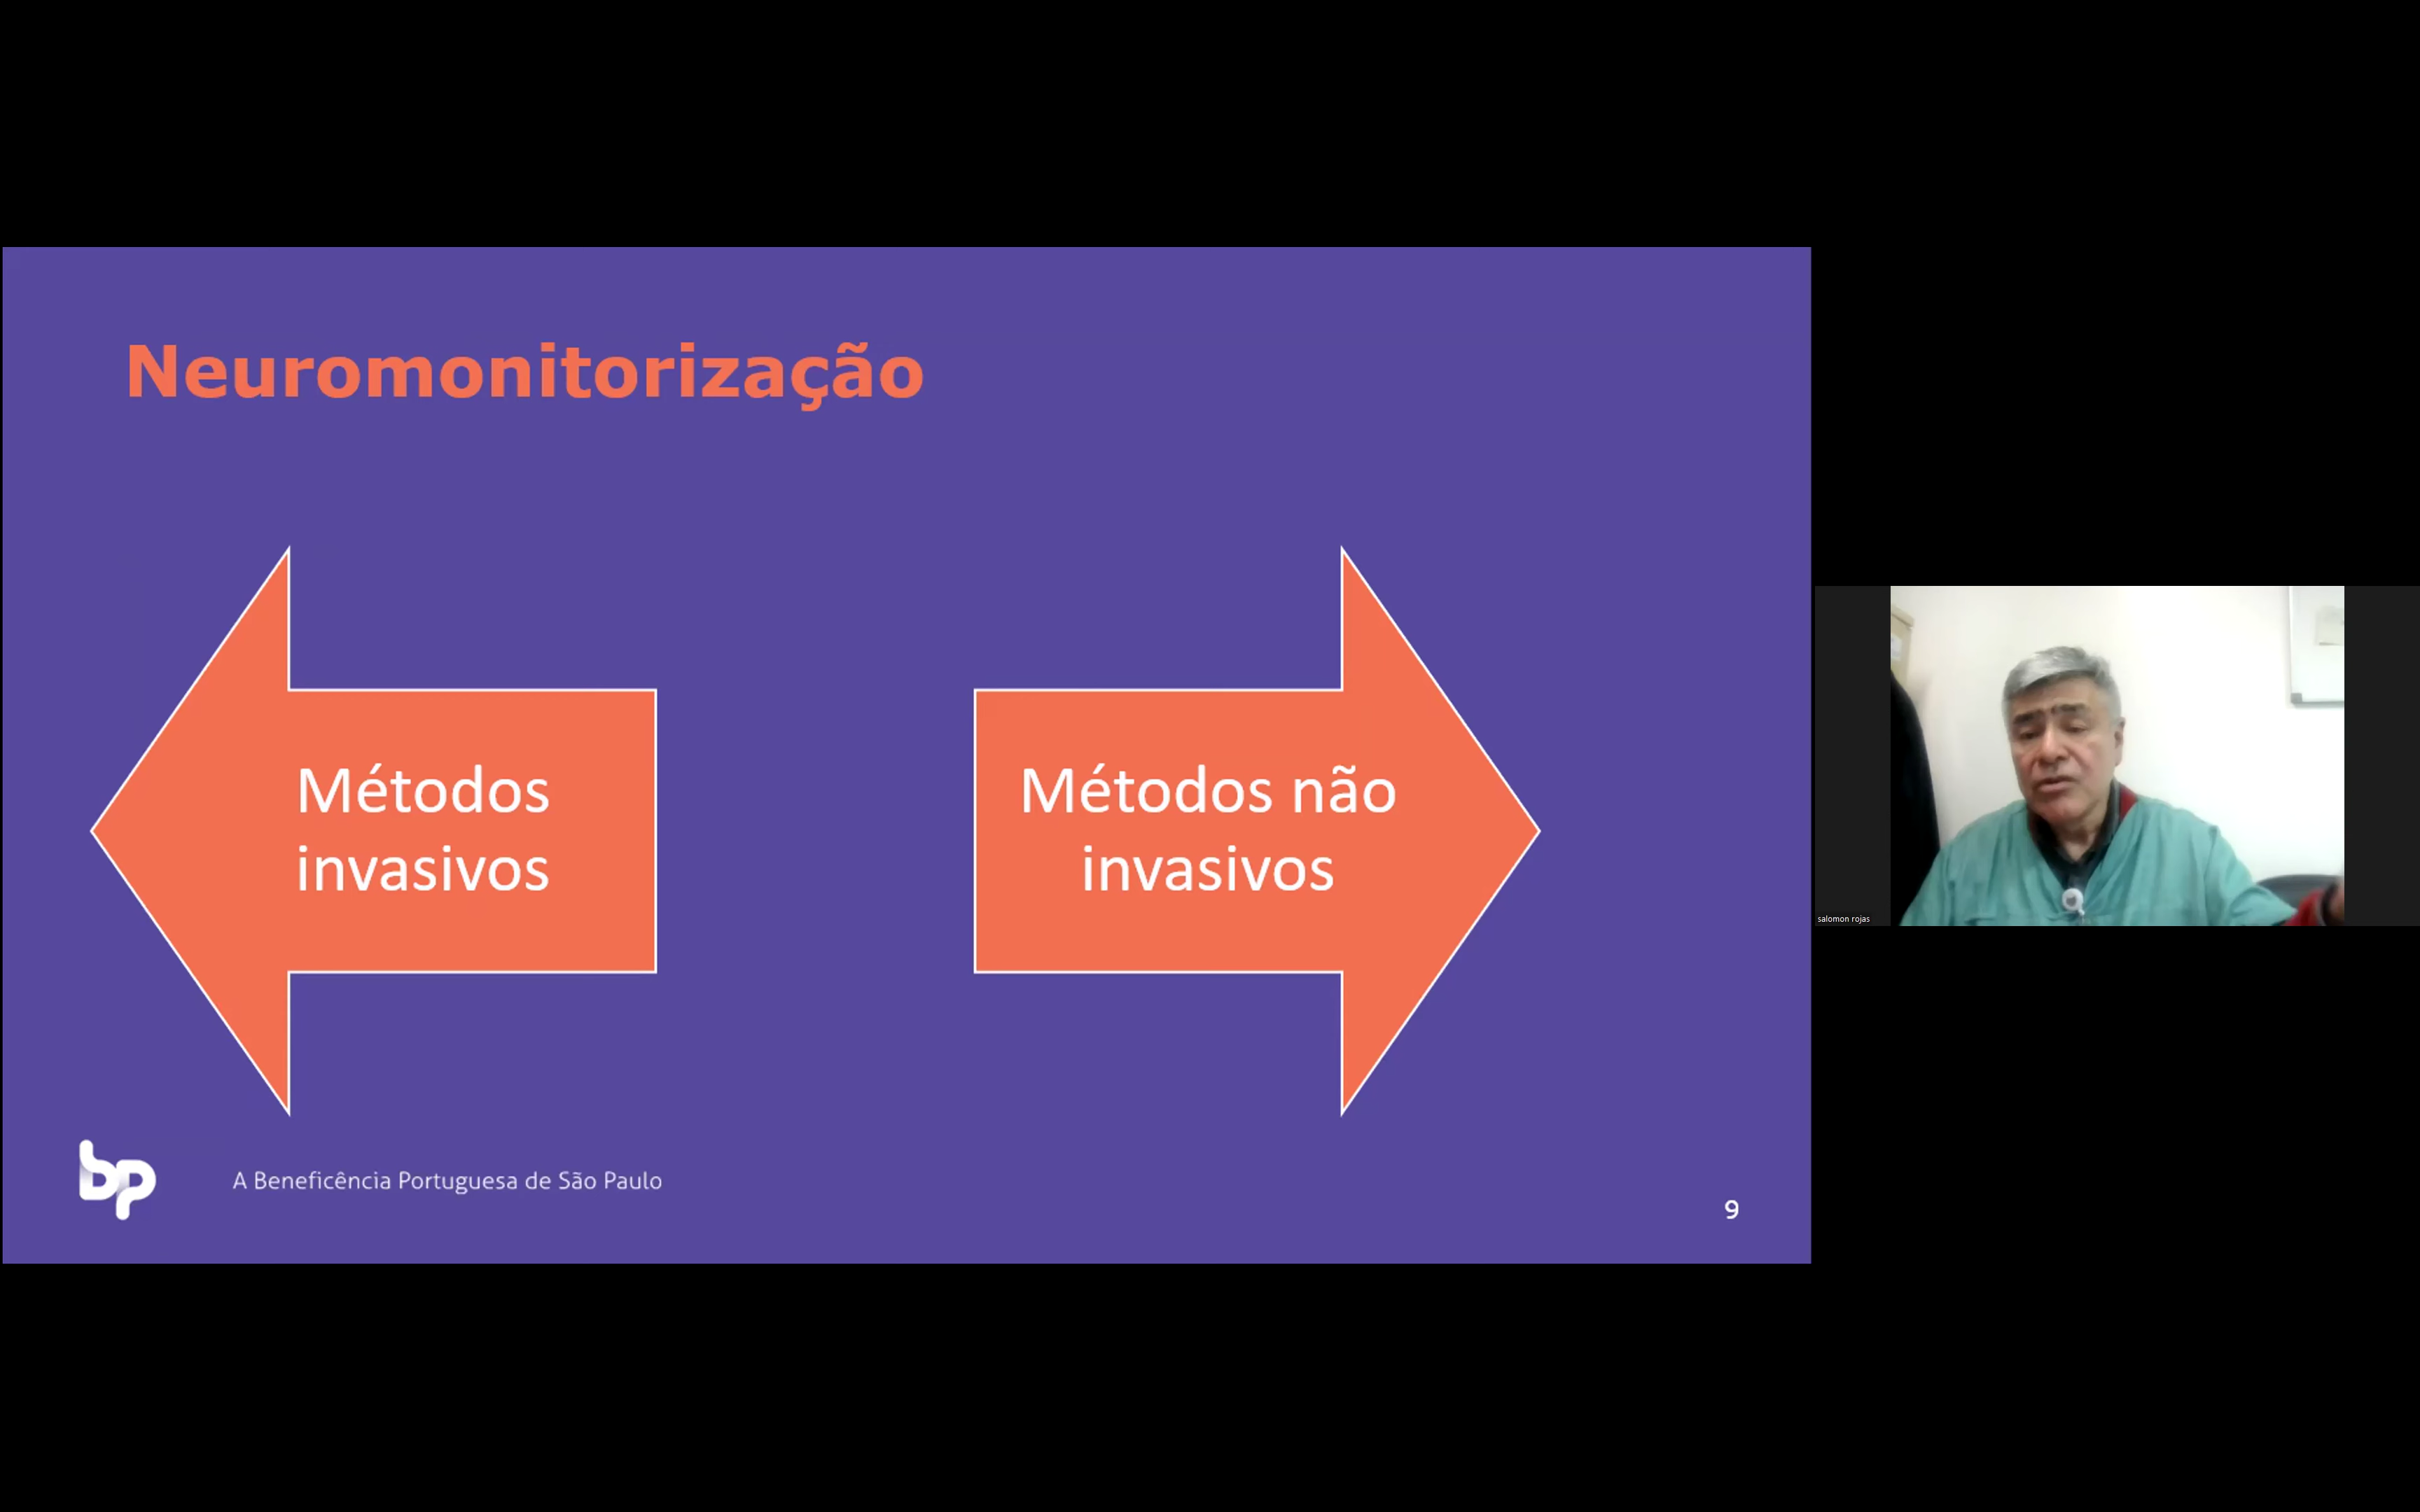 Neuromonitorização
Métodos
invasivos
Métodos não
invasivos
bp
A Beneficência Portuguesa de São Paulo
9
salomon rojas